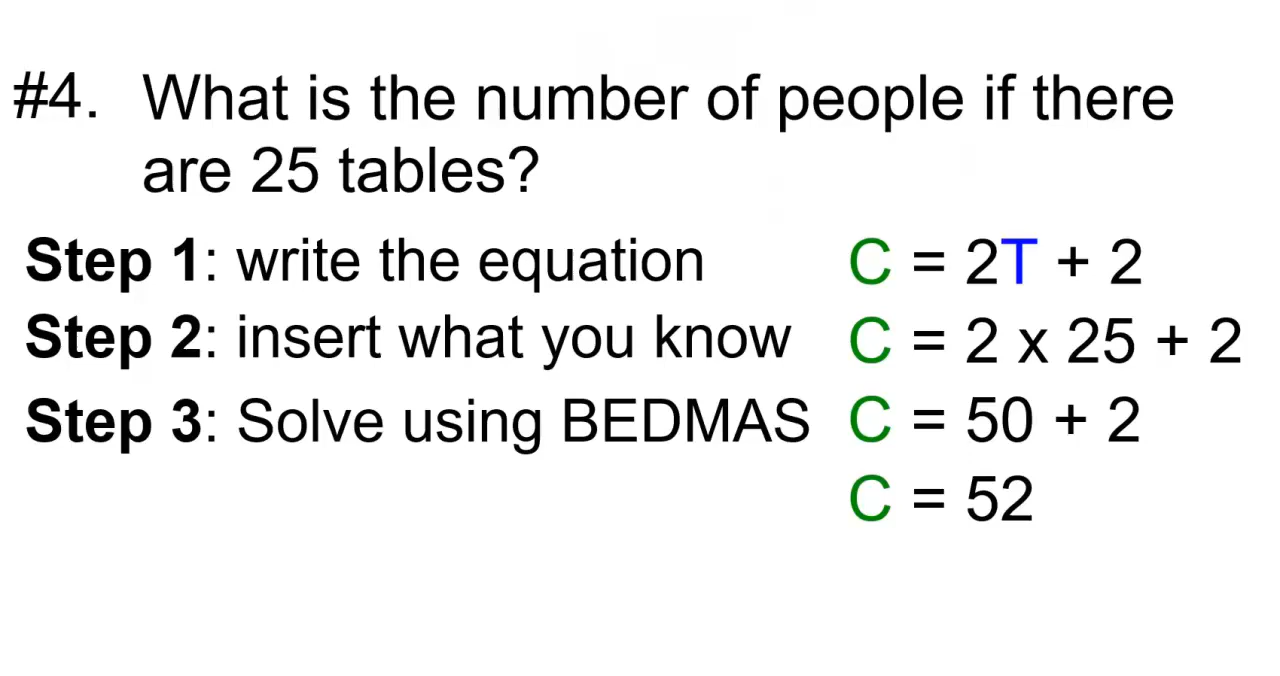 #4. What is the number of people if there
are 25 tables?
Step 1: write the equation C = 2T + 2
Step 2: insert what you know C = 2 x 25 + 2
Step 3: Solve using BEDMAS C = 50 + 2
C = 52